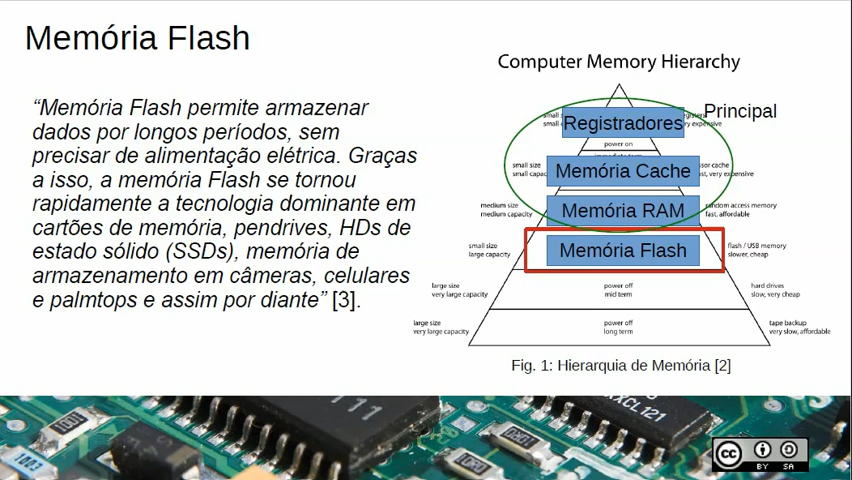 Memória Flash
“Memória Flash permite armazenar
dados por longos períodos, sem
precisar de alimentação elétrica. Graças
a isso, a memória Flash se tornou
rapidamente a tecnologia dominante em
cartões de memória, pendrives, HDs de
estado sólido (SSDs), memória de
armazenamento em câmeras, celulares
e palmtops e assim por diante” [3].
Computer Memory Hierarchy
Principal
Registradores
power on
small size
Memória Cache
medium size
medium capacity
Memória RAM
random access memory
fast, affordable
small size
large capacity
Memória Flash
flash / USB memory
slower, cheap
large size
very large capacity
power off
mid term
hard drives
slow, very cheap
large size
very large capacity
power off
long term
tape backup
very slow, affordable
Fig. 1: Hierarquia de Memória [2]
111
XCL121
1003
cc
BY SA